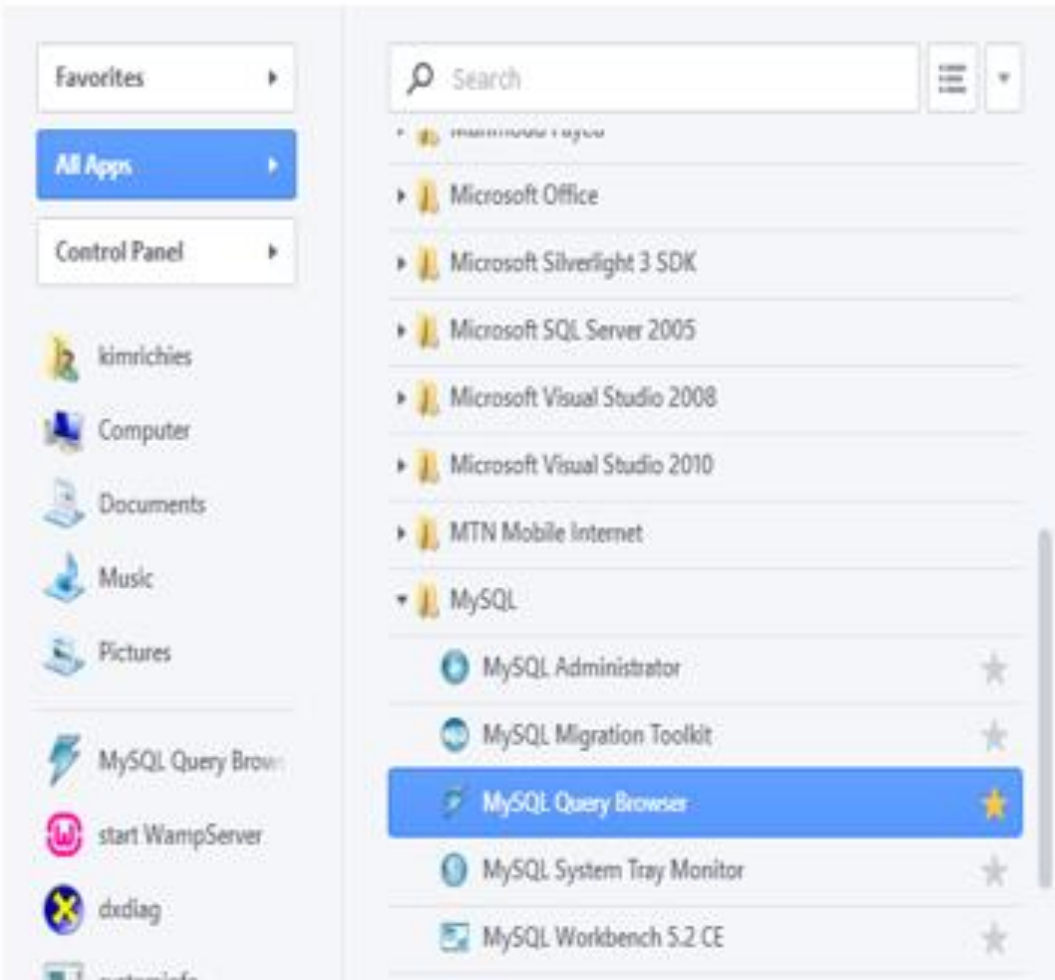 Favorites
All Apps
Control Panel
kimrichies
Computer
Documents
Music
Pictures
MySQL Query Brow
start WampServer
dxdiag
Search
Microsoft Office
Microsoft Silverlight 3 SDK
Microsoft SQL Server 2005
Microsoft Visual Studio 2008
Microsoft Visual Studio 2010
MTN Mobile Internet
MySQL
MySQL Administrator
MySQL Migration Toolkit
MySQL Query Browser
MySQL System Tray Monitor
MySQL Workbench 5.2 CE